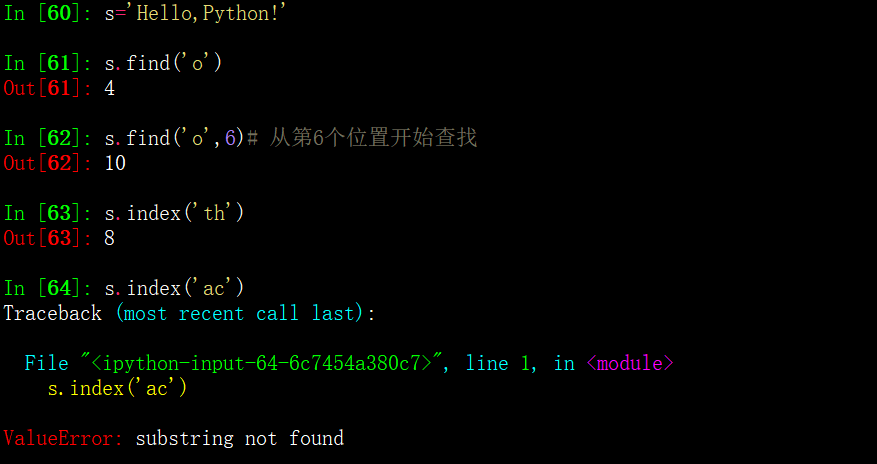 In [60]: s='Hello,Python!'
In [61]: s.find('o')
Out[61]: 4
In [62]: s.find('o',6)# 从第6个位置开始查找
Out[62]: 10
In [63]: s.index('th')
Out[63]: 8
In [64]: s.index('ac')
Traceback (most recent call last):
  File "<ipython-input-64-6c7454a380c7>", line 1, in <module>
    s.index('ac')
ValueError: substring not found